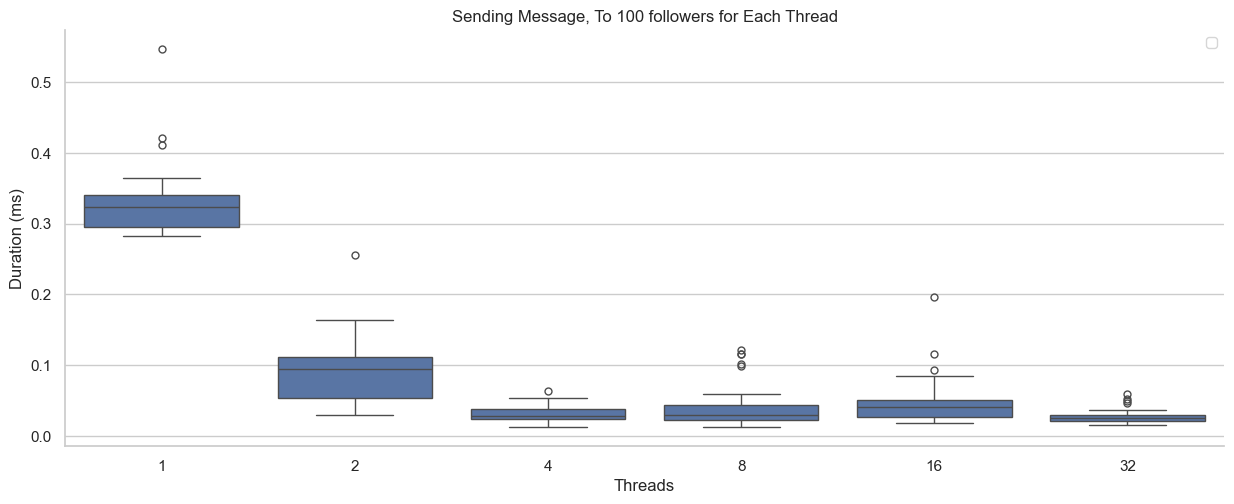 Sending Message, To 100 followers for Each Thread
Duration (ms)
0.5
0.4
0.3
0.2
0.1
0.0
1 2 4 8 16 32
Threads